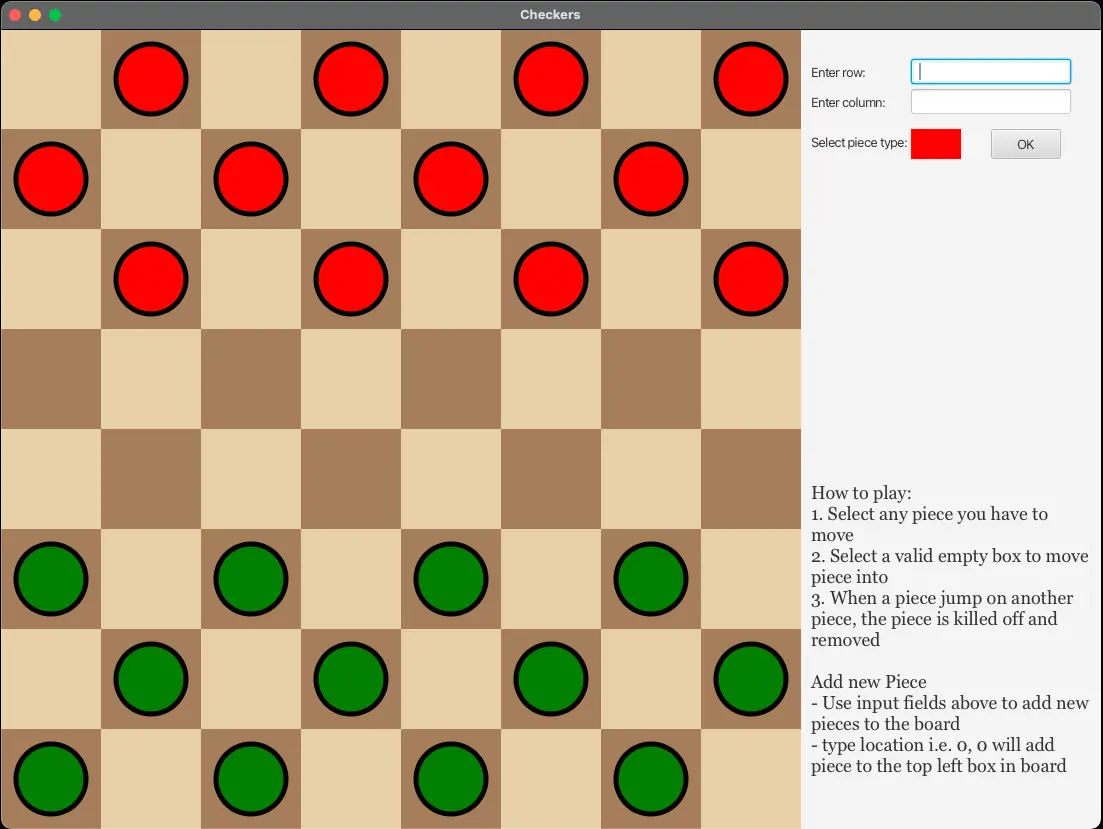 Checkers
Enter row:
Enter column:
Select piece type:
OK
How to play:
1. Select any piece you have to
move
2. Select a valid empty box to move
piece into
3. When a piece jump on another
piece, the piece is killed off and
removed
Add new Piece
- Use input fields above to add new
pieces to the board
- type location i.e. 0, 0 will add
piece to the top left box in board